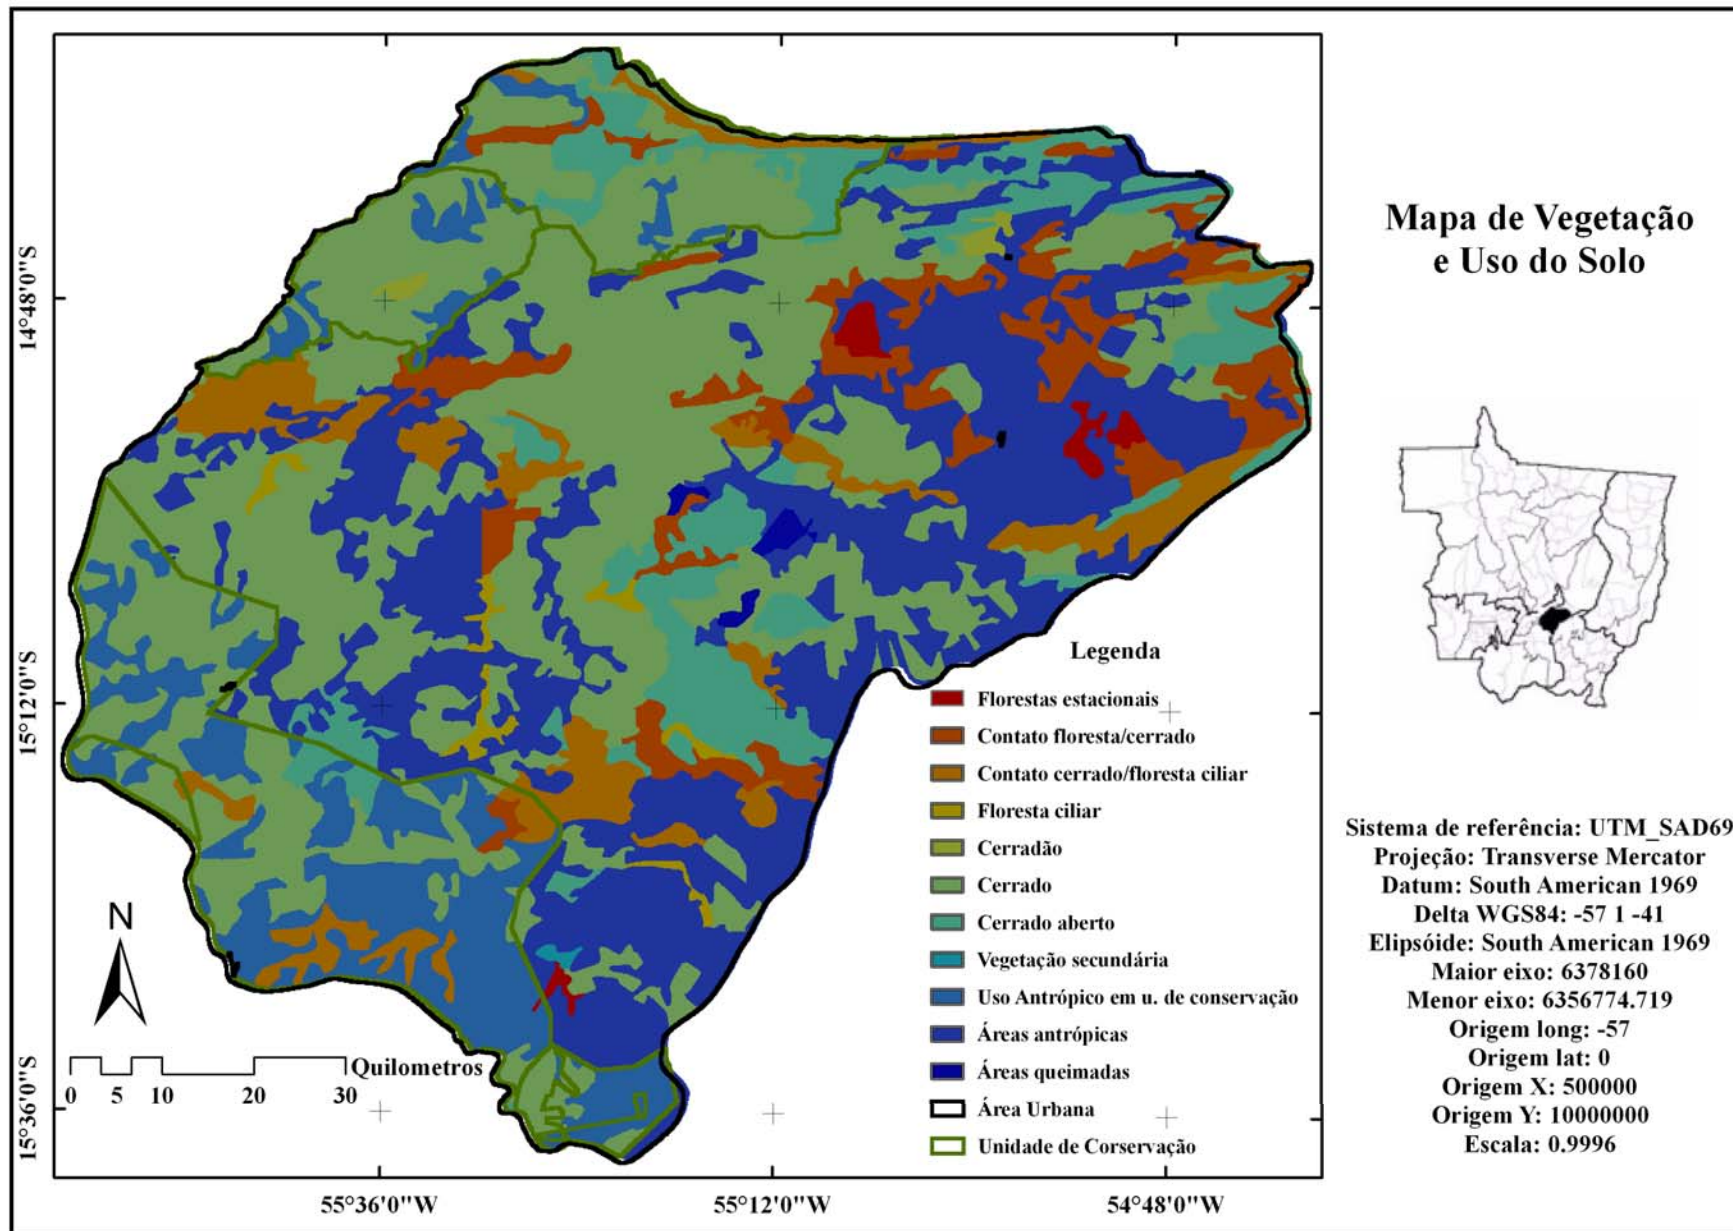 Mapa de Vegetação
e Uso do Solo
14°48'0"S
15°12'0"S
15°36'0"S
N
Quilometros
0 5 10 20 30
55°36'0"W
55°12'0"W
54°48'0"W
Legenda
Florestas estacionais
Contato floresta/cerrado
Contato cerrado/floresta ciliar
Floresta ciliar
Cerradão
Cerrado
Cerrado aberto
Vegetação secundária
Uso Antrópico em u. de conservação
Áreas antrópicas
Áreas queimadas
Área Urbana
Unidade de Corservação
Sistema de referência: UTM_SAD69
Projeção: Transverse Mercator
Datum: South American 1969
Delta WGS84: -57 1 -41
Elipsóide: South American 1969
Maior eixo: 6378160
Menor eixo: 6356774.719
Origem long: -57
Origem lat: 0
Origem X: 500000
Origem Y: 10000000
Escala: 0.9996